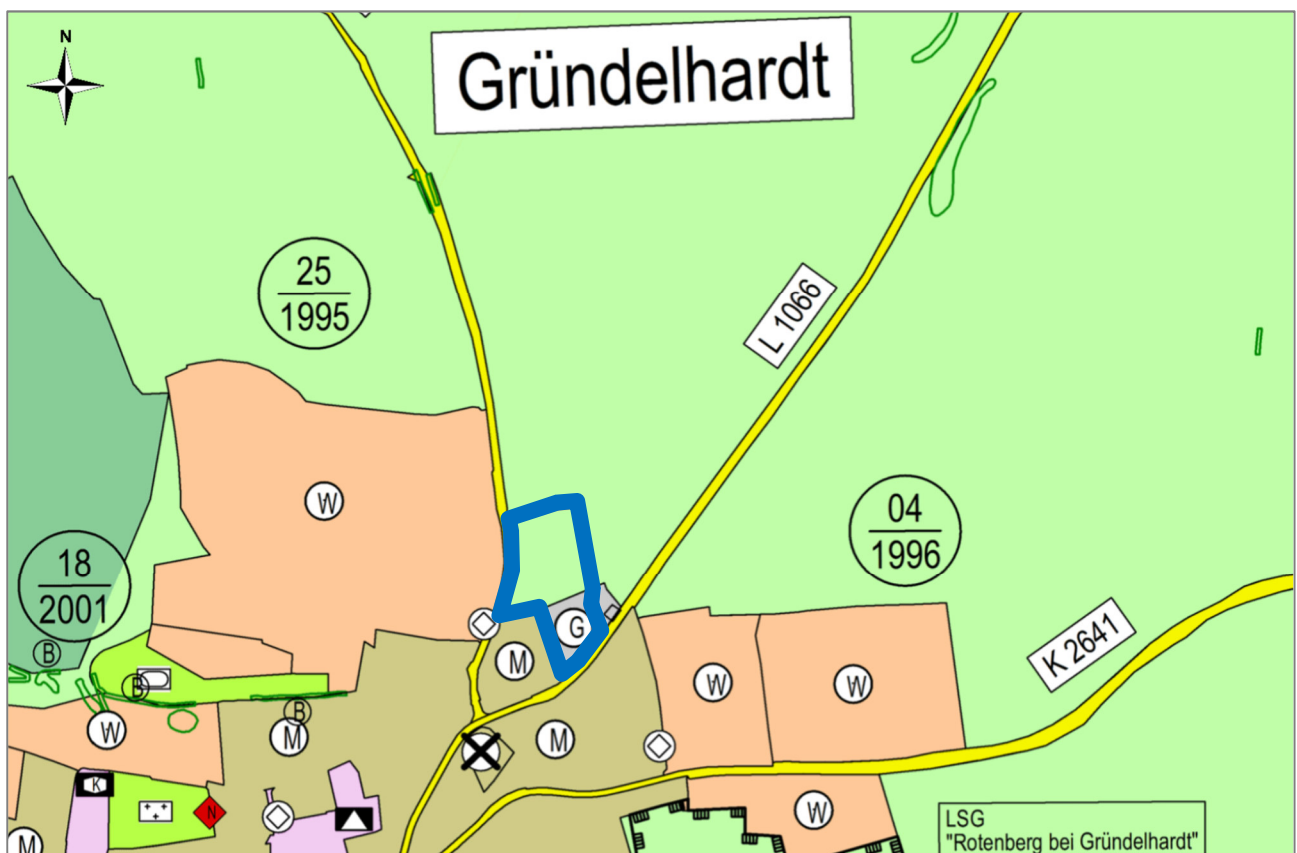 N
Gründelhardt
25
1995
L 1066
W
04
1996
18
2001
G
B
M
K 2641
B
W
W
B
W
M
M
K
N
W
LSG
"Rotenberg bei Gründelhardt"
M